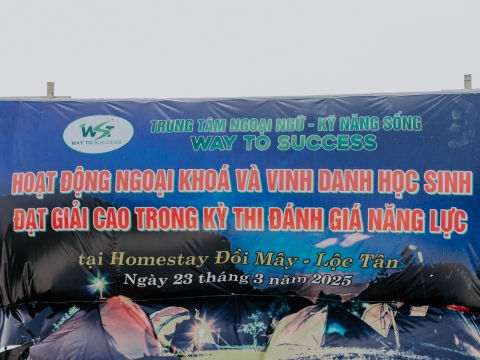 WST
WAY TO SUCCESS
TRUNG TÂM NGOẠI NGỮ - KỸ NĂNG SỐNG
WAY TO SUCCESS
HOẠT ĐỘNG NGOẠI KHOÁ VÀ VINH DANH HỌC SINH
ĐẠT GIẢI CAO TRONG KỲ THI ĐÁNH GIÁ NĂNG LỰC
tại Homestay Đồi Mây - Lộc Tân
Ngày 23 tháng 3 năm 2025